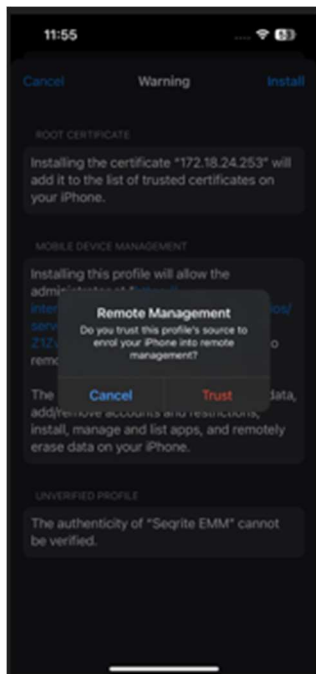 11:55
Cancel Warning Install
ROOT CERTIFICATE
Installing the certificate "172.18.24.253" will
add it to the list of trusted certificates on
your iPhone.
MOBILE DEVICE MANAGEMENT
Installing this profile will allow the
Remote Management
Do you trust this profile's source to
enrol your iPhone into remote
management?
Cancel Trust
The data,
add/remove accounts and restrictions,
install, manage and list apps, and remotely
erase data on your iPhone.
UNVERIFIED PROFILE
The authenticity of "Seqrite EMM" cannot
be verified.